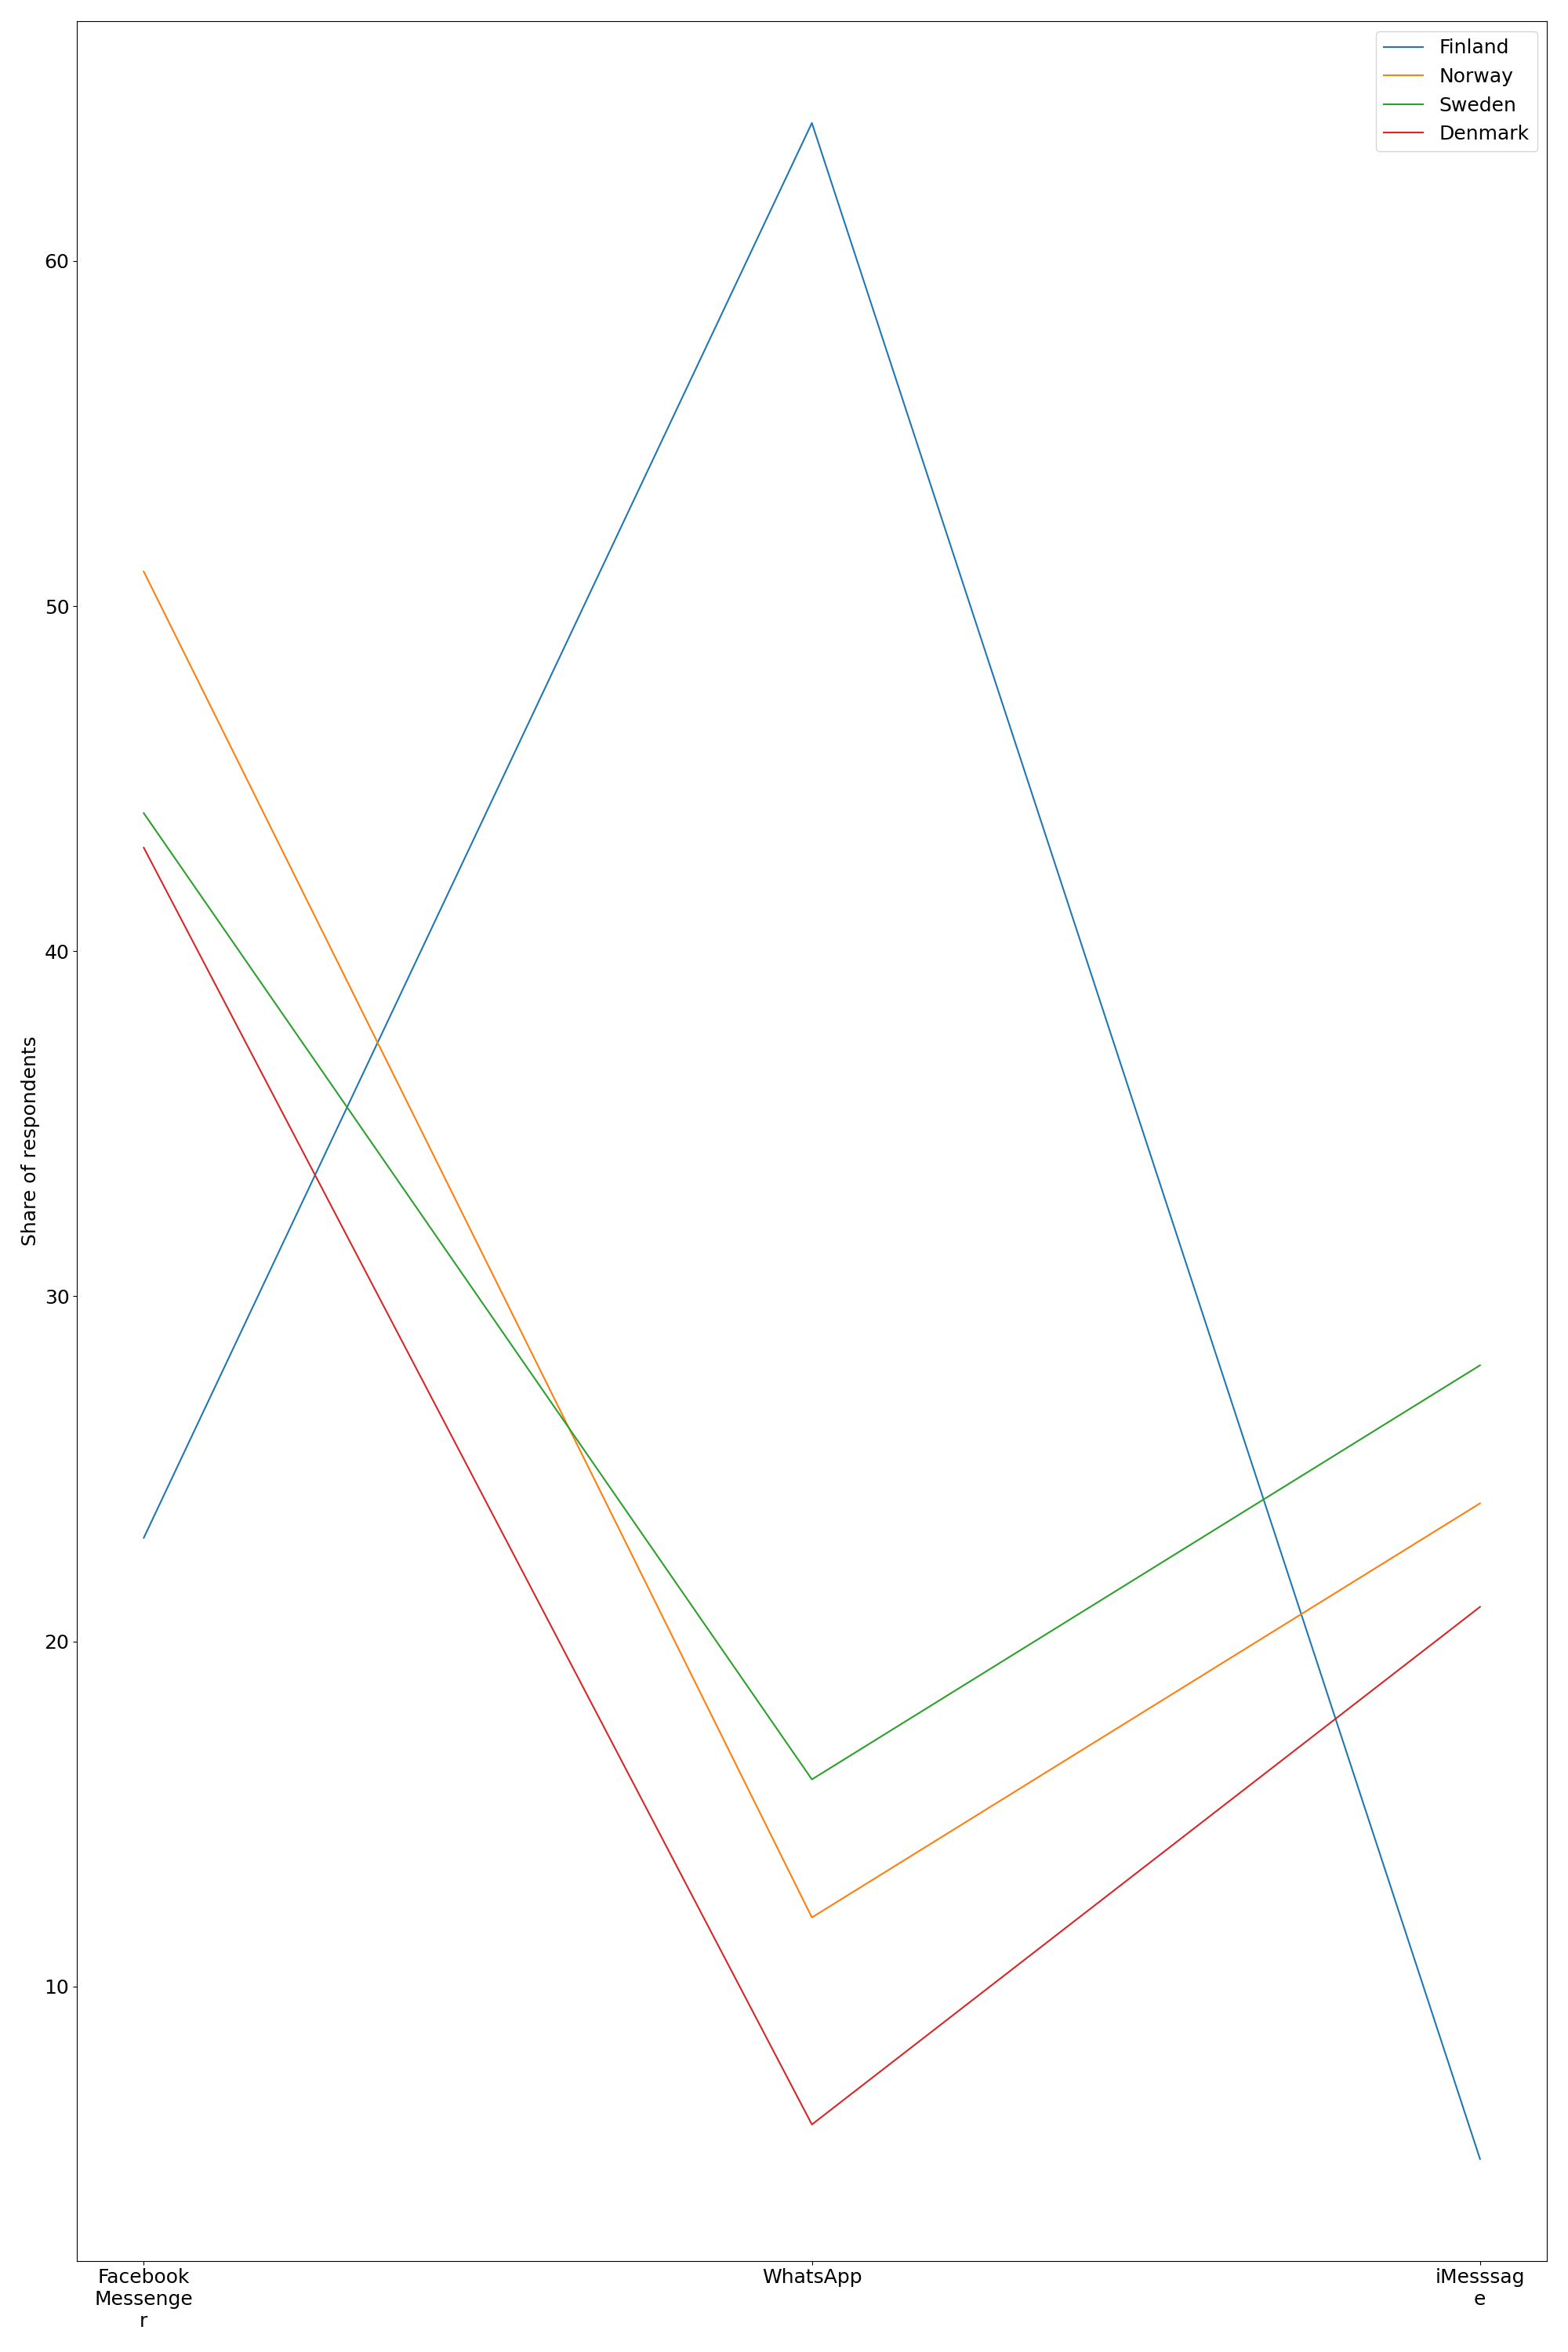 Finland
Norway
Sweden
Denmark
60
50
40
30
20
10
Share of respondents
Facebook
Messenge
r
WhatsApp
iMesssag
e